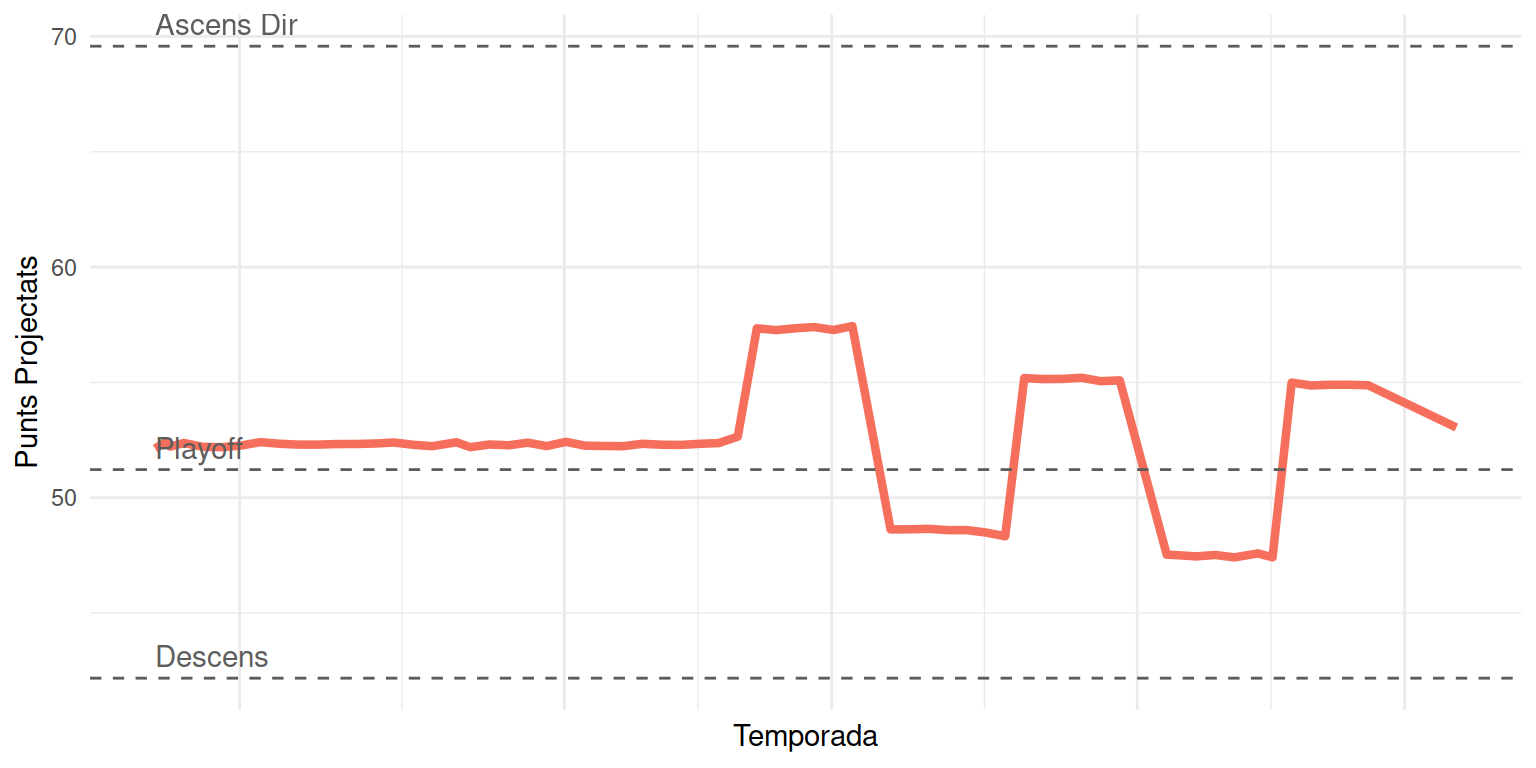 Ascens Dir
70
60
Playoff
50
Descens
Punts Projectats
Temporada